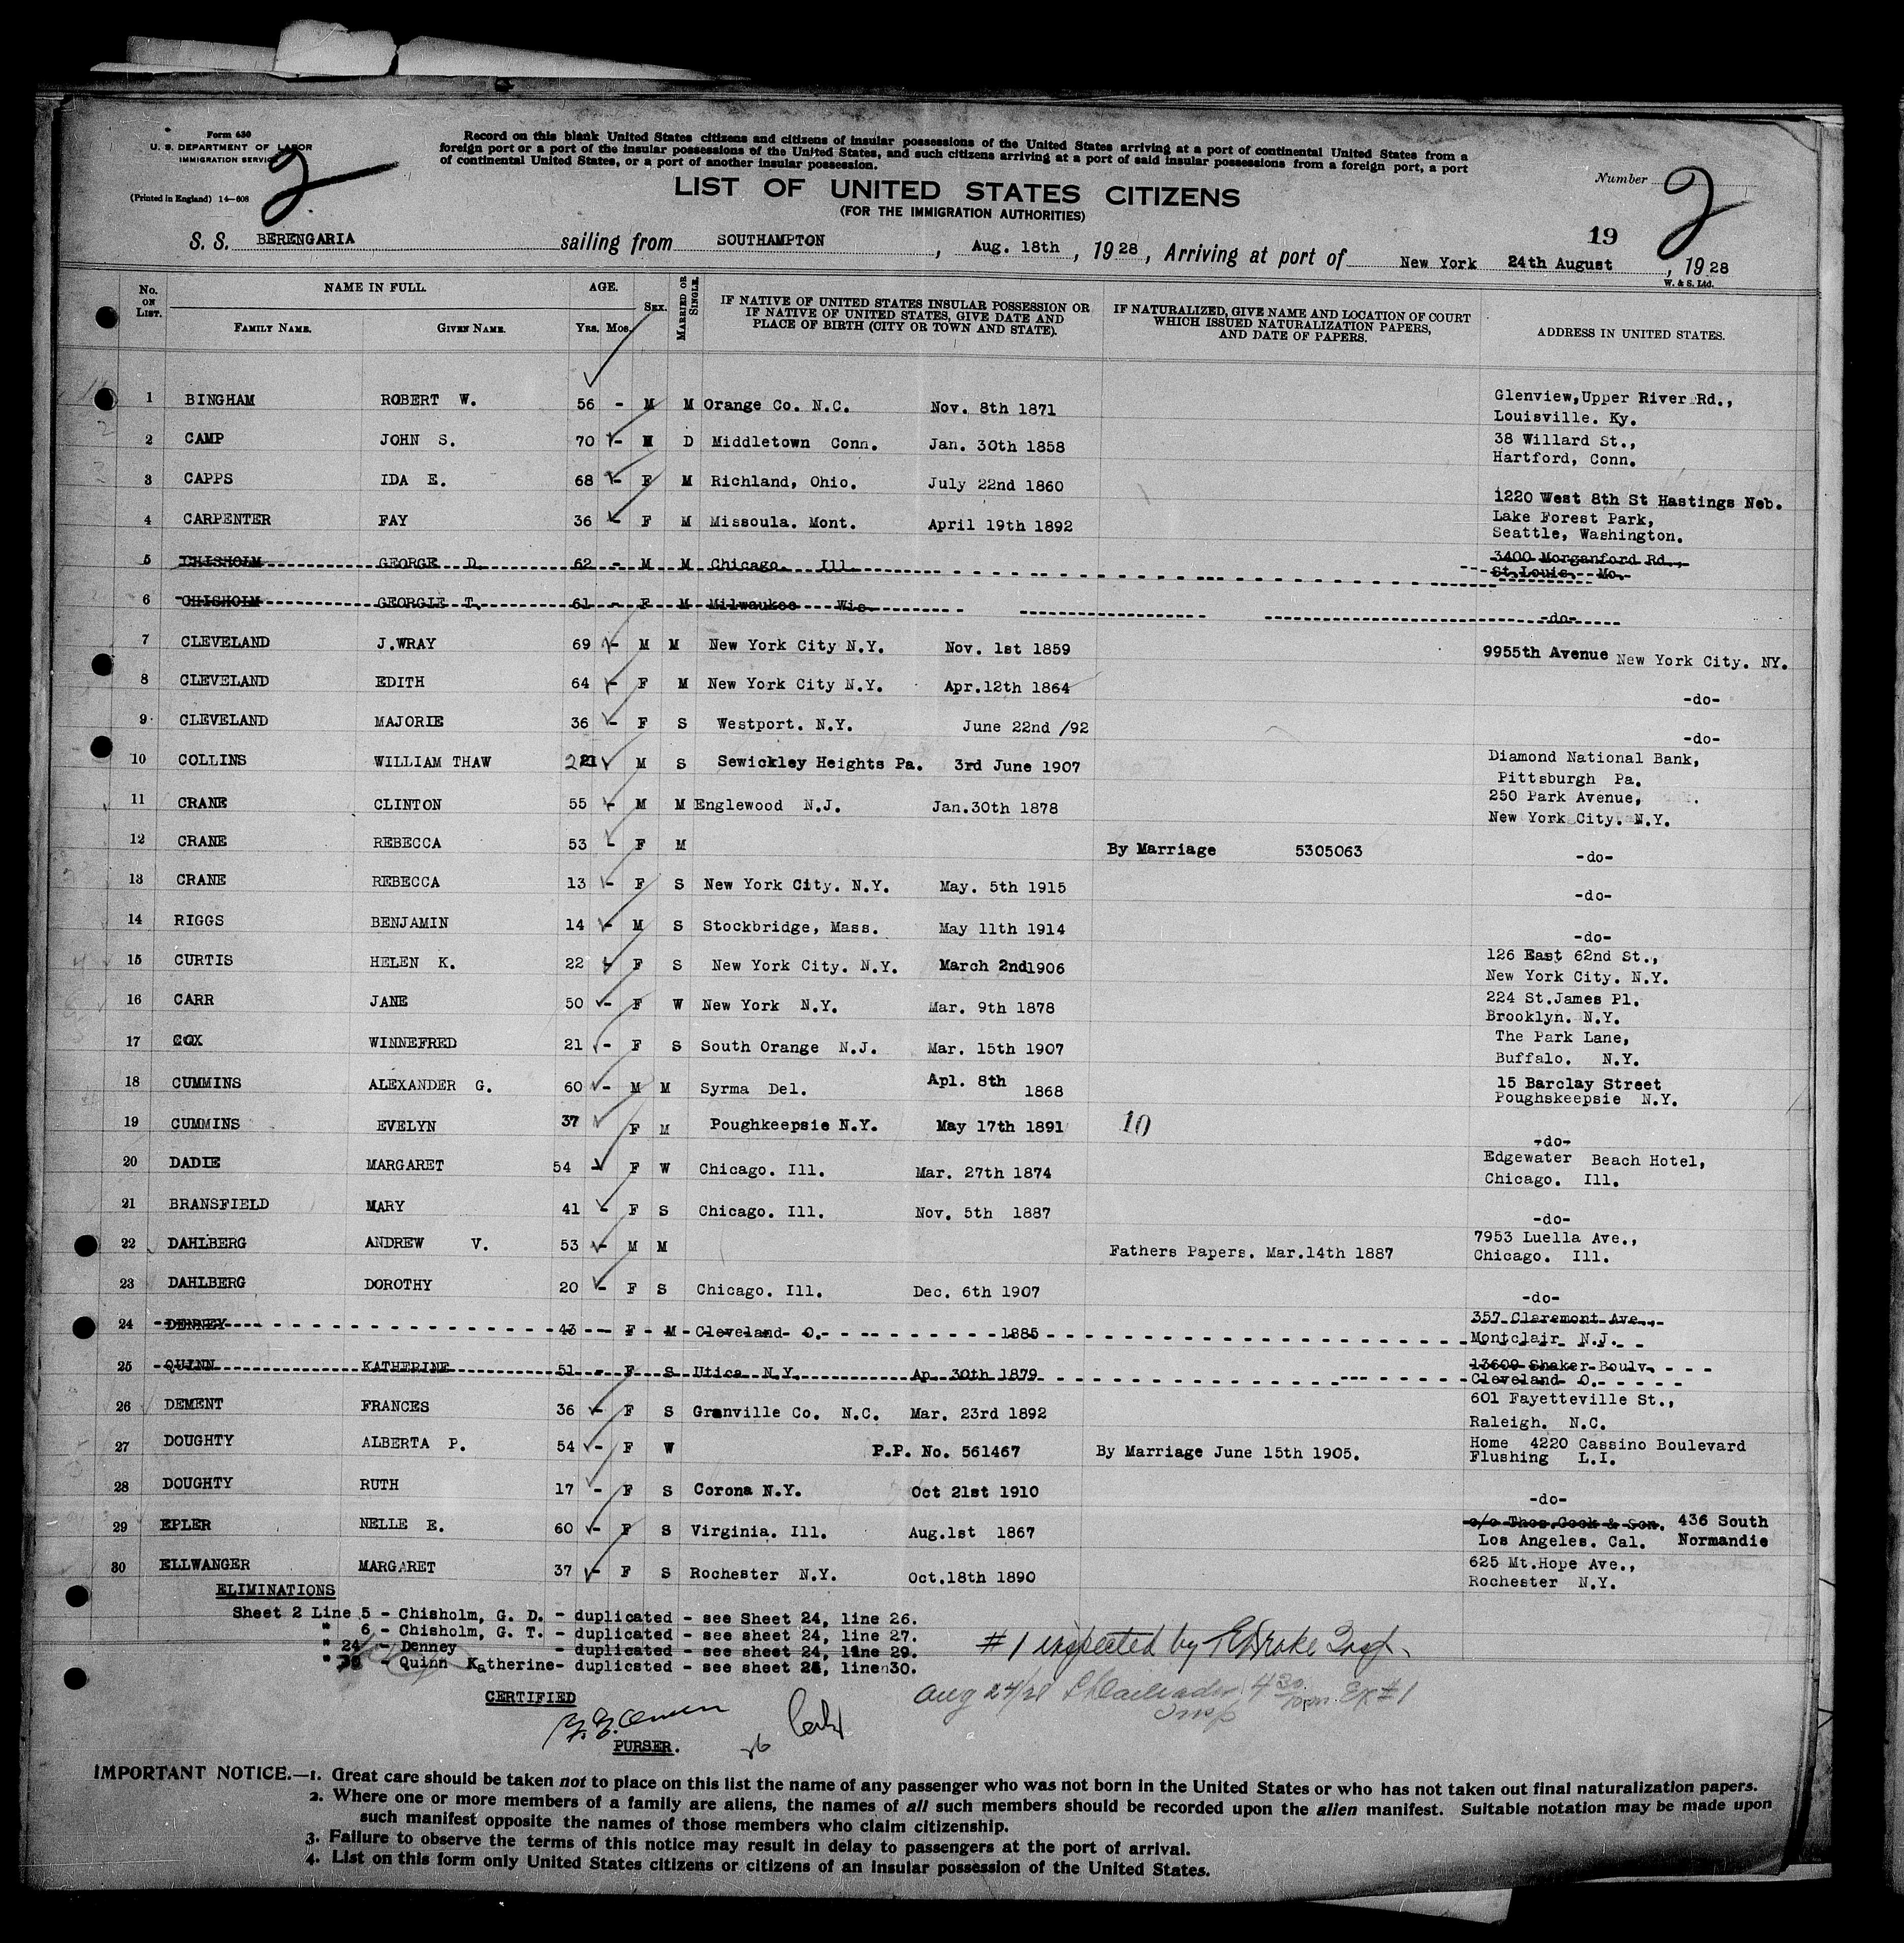 Form 630
U. S. DEPARTMENT OF LABOR
IMMIGRATION SERVICE
(Printed in England) 14—608
2
Record on this blank United States citizens and citizens of insular possessions of the United States arriving at a port of continental United States from a
foreign port or a port of the insular possessions of the United States, and such citizens arriving at a port of said insular possessions from a foreign port, a port
of continental United States, or a port of another insular possession.
LIST OF UNITED STATES CITIZENS
(FOR THE IMMIGRATION AUTHORITIES)
Number 2
19
S. S. BERENGARIA sailing from SOUTHAMPTON, Aug. 18th, 1928, Arriving at port of New York 24th August, 1928
W. & S. Ltd.
No. ON LIST. NAME IN FULL. FAMILY NAME. GIVEN NAME. AGE. YRS. MOS. SEX. MARRIED OR SINGLE. IF NATIVE OF UNITED STATES INSULAR POSSESSION OR IF NATIVE OF UNITED STATES, GIVE DATE AND PLACE OF BIRTH (CITY OR TOWN AND STATE). IF NATURALIZED, GIVE NAME AND LOCATION OF COURT WHICH ISSUED NATURALIZATION PAPERS, AND DATE OF PAPERS. ADDRESS IN UNITED STATES.
1 BINGHAM ROBERT W. 56 - M M Orange Co. N.C. Nov. 8th 1871 Glenview,Upper River Rd.,
Louisville. Ky.
2 CAMP JOHN S. 70 - M D Middletown Conn. Jan. 30th 1858 38 Willard St.,
Hartford, Conn.
3 CAPPS IDA E. 68 - F M Richland, Ohio. July 22nd 1860 1220 West 8th St Hastings Neb.
4 CARPENTER FAY 36 - F M Missoula. Mont. April 19th 1892 Lake Forest Park,
Seattle, Washington.
5 CHISHOLM GEORGE D. 62 - M M Chicago. Ill. 3400 Morganford Rd.,
St.Louis. Mo.
6 CHISHOLM GEORGIE T. 61 - F M Milwaukee Wis. -do-
7 CLEVELAND J.WRAY 69 - M M New York City N.Y. Nov. 1st 1859 9955th Avenue New York City. NY.
8 CLEVELAND EDITH 64 - F M New York City N.Y. Apr.12th 1864 -do-
9 CLEVELAND MAJORIE 36 - F S Westport. N.Y. June 22nd /92 -do-
10 COLLINS WILLIAM THAW 21 M S Sewickley Heights Pa. 3rd June 1907 Diamond National Bank,
Pittsburgh Pa.
11 CRANE CLINTON 55 - M M Englewood N.J. Jan.30th 1878 250 Park Avenue,
New York City. N.Y.
12 CRANE REBECCA 53 - F M By Marriage 5305063 -do-
13 CRANE REBECCA 13 - F S New York City. N.Y. May. 5th 1915 -do-
14 RIGGS BENJAMIN 14 - M S Stockbridge, Mass. May 11th 1914 -do-
15 CURTIS HELEN K. 22 - F S New York City. N.Y. March 2nd1906 126 East 62nd St.,
New York City. N.Y.
16 CARR JANE 50 - F W New York N.Y. Mar. 9th 1878 224 St.James Pl.
Brooklyn. N.Y.
17 COX WINNEFRED 21 - F S South Orange N.J. Mar. 15th 1907 The Park Lane,
Buffalo. N.Y.
18 CUMMINS ALEXANDER G. 60 - M M Syrma Del. Apl. 8th 1868 15 Barclay Street
Poughskeepsie N.Y.
19 CUMMINS EVELYN 37 F M Poughkeepsie N.Y. May 17th 1891 10 -do-
20 DADIE MARGARET 54 - F W Chicago. Ill. Mar. 27th 1874 Edgewater Beach Hotel,
Chicago. Ill.
21 BRANSFIELD MARY 41 - F S Chicago. Ill. Nov. 5th 1887 -do-
22 DAHLBERG ANDREW V. 53 - M M Fathers Papers. Mar.14th 1887 7953 Luella Ave.,
Chicago. Ill.
23 DAHLBERG DOROTHY 20 - F S Chicago. Ill. Dec. 6th 1907 -do-
24 DENNEY 43 - F M Cleveland O. 1885 357 Claremont Ave.,
Montclair N.J.
25 QUINN KATHERINE 51 - F S Utica N.Y. Ap 30th 1879 13609 Shaker Boulv.
Cleveland O.
26 DEMENT FRANCES 36 - F S Granville Co. N.C. Mar. 23rd 1892 601 Fayetteville St.,
Raleigh. N.C.
27 DOUGHTY ALBERTA P. 54 - F W P.P. No. 561467 By Marriage June 15th 1905. Home 4220 Cassino Boulevard
Flushing L.I.
28 DOUGHTY RUTH 17 - F S Corona N.Y. Oct 21st 1910 -do-
29 EPLER NELLE E. 60 - F S Virginia. Ill. Aug.1st 1867 c/o Thos.Cook & Son. 436 South
Los Angeles. Cal. Normandie
30 ELLWANGER MARGARET 37 - F S Rochester N.Y. Oct.18th 1890 625 Mt.Hope Ave.,
Rochester N.Y.
ELIMINATIONS
Sheet 2 Line 5 - Chisholm, G. D. - duplicated - see Sheet 24, line 26.
" 6 - Chisholm, G. T. - duplicated - see sheet 24, line 27.
" 24 - Denney - duplicated - see sheet 24, line 29.
" - Quinn Katherine- duplicated - see sheet 24, line 30.
#1 inspected by Drake Insp.
Aug 24/28 Insp 4 30 pm. Ex #1
CERTIFIED
PURSER.
IMPORTANT NOTICE.—1. Great care should be taken not to place on this list the name of any passenger who was not born in the United States or who has not taken out final naturalization papers.
2. Where one or more members of a family are aliens, the names of all such members should be recorded upon the alien manifest. Suitable notation may be made upon
such manifest opposite the names of those members who claim citizenship.
3. Failure to observe the terms of this notice may result in delay to passengers at the port of arrival.
4. List on this form only United States citizens or citizens of an insular possession of the United States.